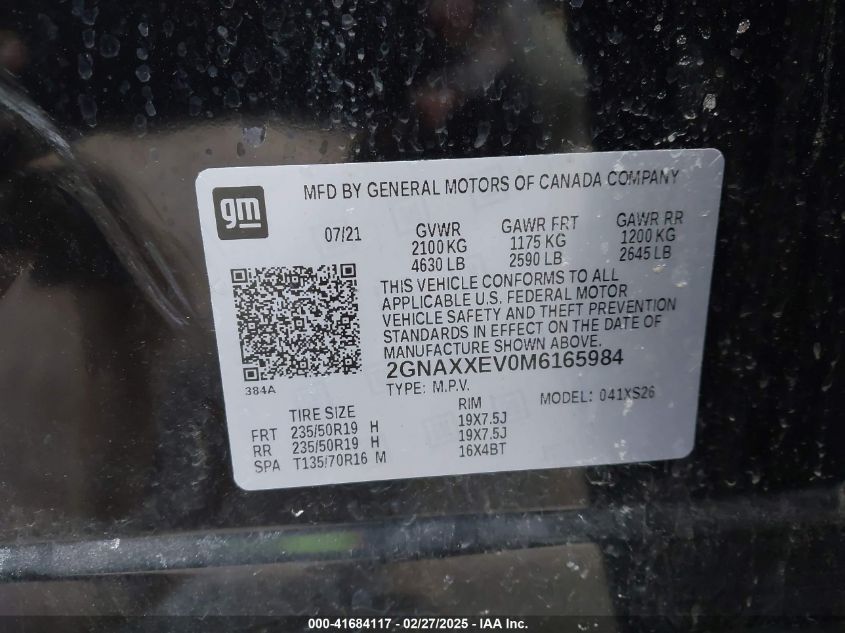 gm
MFD BY GENERAL MOTORS OF CANADA COMPANY
07/21
GVWR GAWR FRT GAWR RR
2100 KG 1175 KG 1200 KG
4630 LB 2590 LB 2645 LB
THIS VEHICLE CONFORMS TO ALL
APPLICABLE U.S. FEDERAL MOTOR
VEHICLE SAFETY AND THEFT PREVENTION
STANDARDS IN EFFECT ON THE DATE OF
MANUFACTURE SHOWN ABOVE.
2GNAXXEV0M6165984
384A
TYPE: M.P.V. MODEL: 041XS26
TIRE SIZE RIM
FRT 235/50R19 H 19X7.5J
RR 235/50R19 H 19X7.5J
SPA T135/70R16 M 16X4BT
000-41684117 - 02/27/2025 - IAAI Inc.